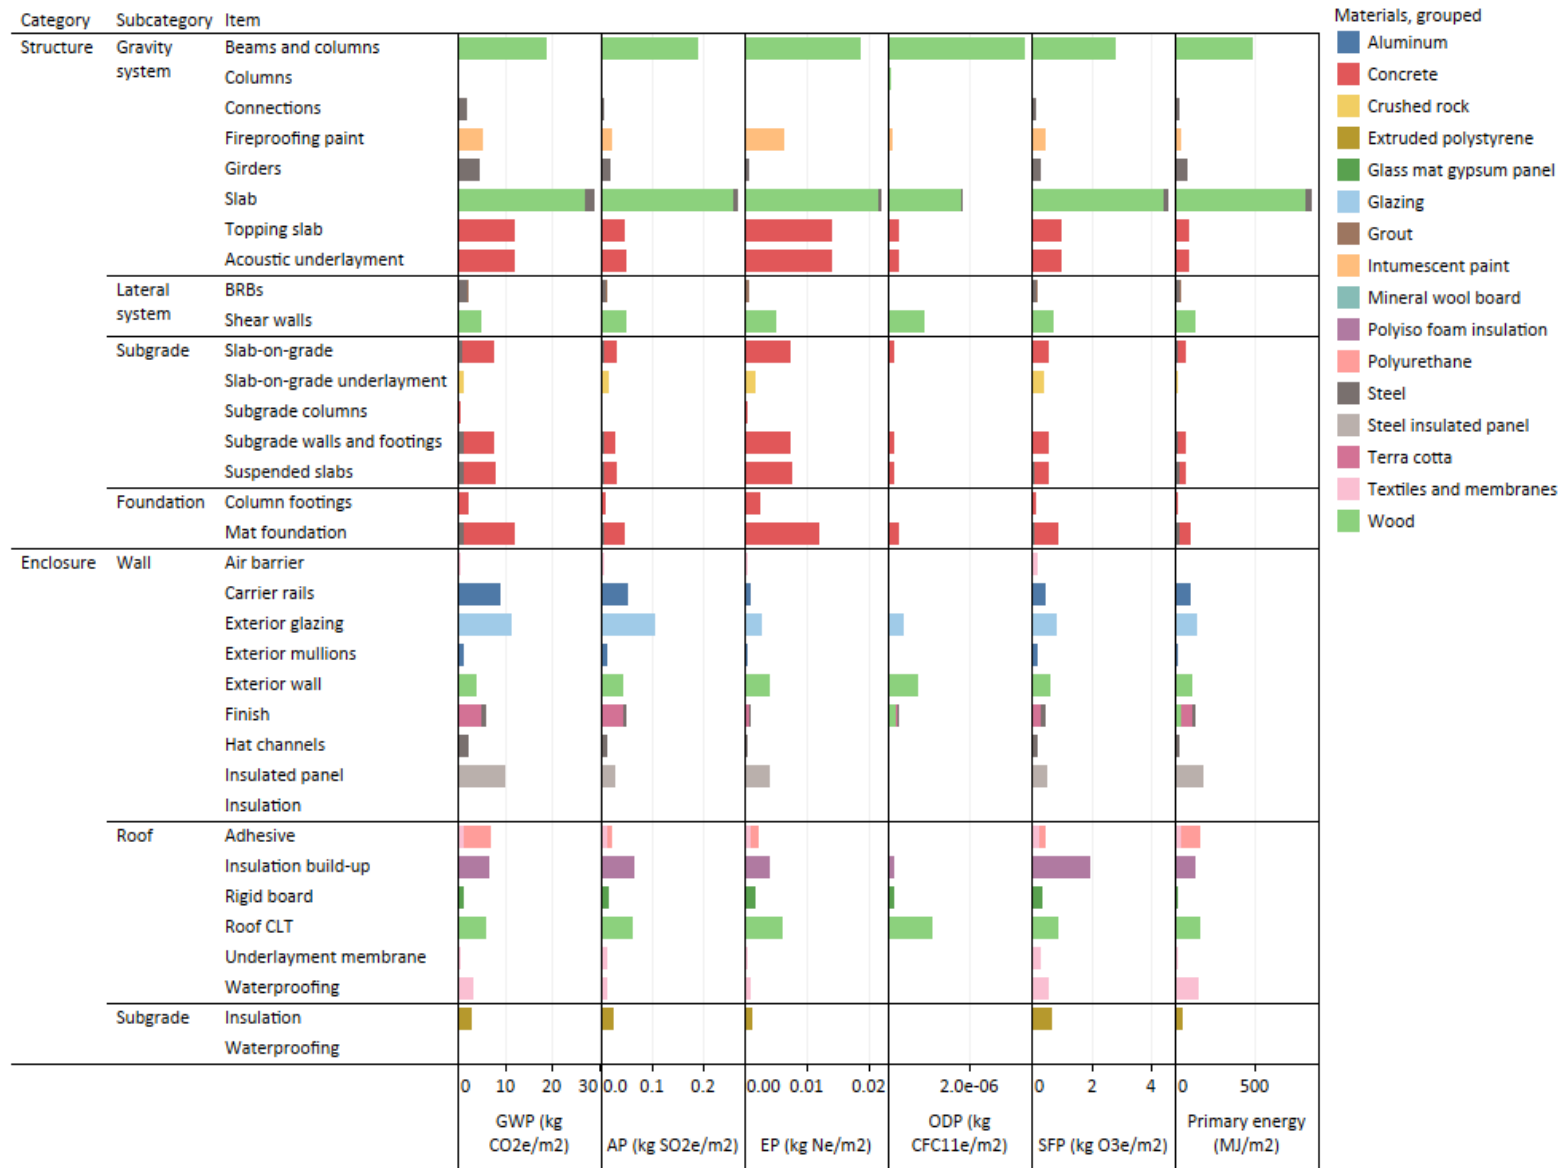 Category Subcategory Item
Structure Gravity system Beams and columns
Columns
Connections
Fireproofing paint
Girders
Slab
Topping slab
Acoustic underlayment
Lateral system BRBs
Shear walls
Subgrade Slab-on-grade
Slab-on-grade underlayment
Subgrade columns
Subgrade walls and footings
Suspended slabs
Foundation Column footings
Mat foundation
Enclosure Wall Air barrier
Carrier rails
Exterior glazing
Exterior mullions
Exterior wall
Finish
Hat channels
Insulated panel
Insulation
Roof Adhesive
Insulation build-up
Rigid board
Roof CLT
Underlayment membrane
Waterproofing
Subgrade Insulation
Waterproofing
0 10 20 30 0.0 0.1 0.2 0.00 0.01 0.02 2.0e-06 0 2 4 0 500
GWP (kg CO2e/m2)
AP (kg SO2e/m2)
EP (kg Ne/m2)
ODP (kg CFC11e/m2)
SFP (kg O3e/m2)
Primary energy (MJ/m2)
Materials, grouped
Aluminum
Concrete
Crushed rock
Extruded polystyrene
Glass mat gypsum panel
Glazing
Grout
Intumescent paint
Mineral wool board
Polyiso foam insulation
Polyurethane
Steel
Steel insulated panel
Terra cotta
Textiles and membranes
Wood